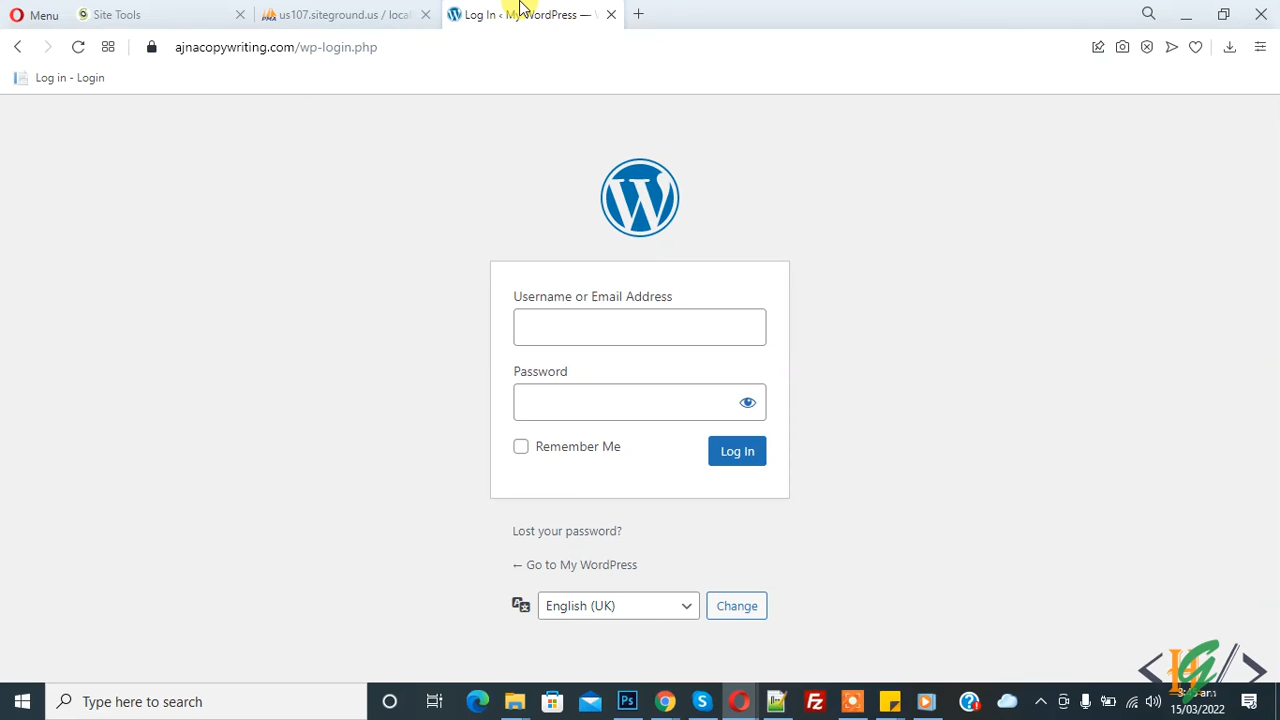 Menu
Site Tools
us107.siteground.us / local
Log In ‹ My WordPress —
ajnacopywriting.com/wp-login.php
Log in - Login
Username or Email Address
Password
Remember Me
Log In
Lost your password?
← Go to My WordPress
English (UK)
Change
Type here to search
Ps
15/03/2022